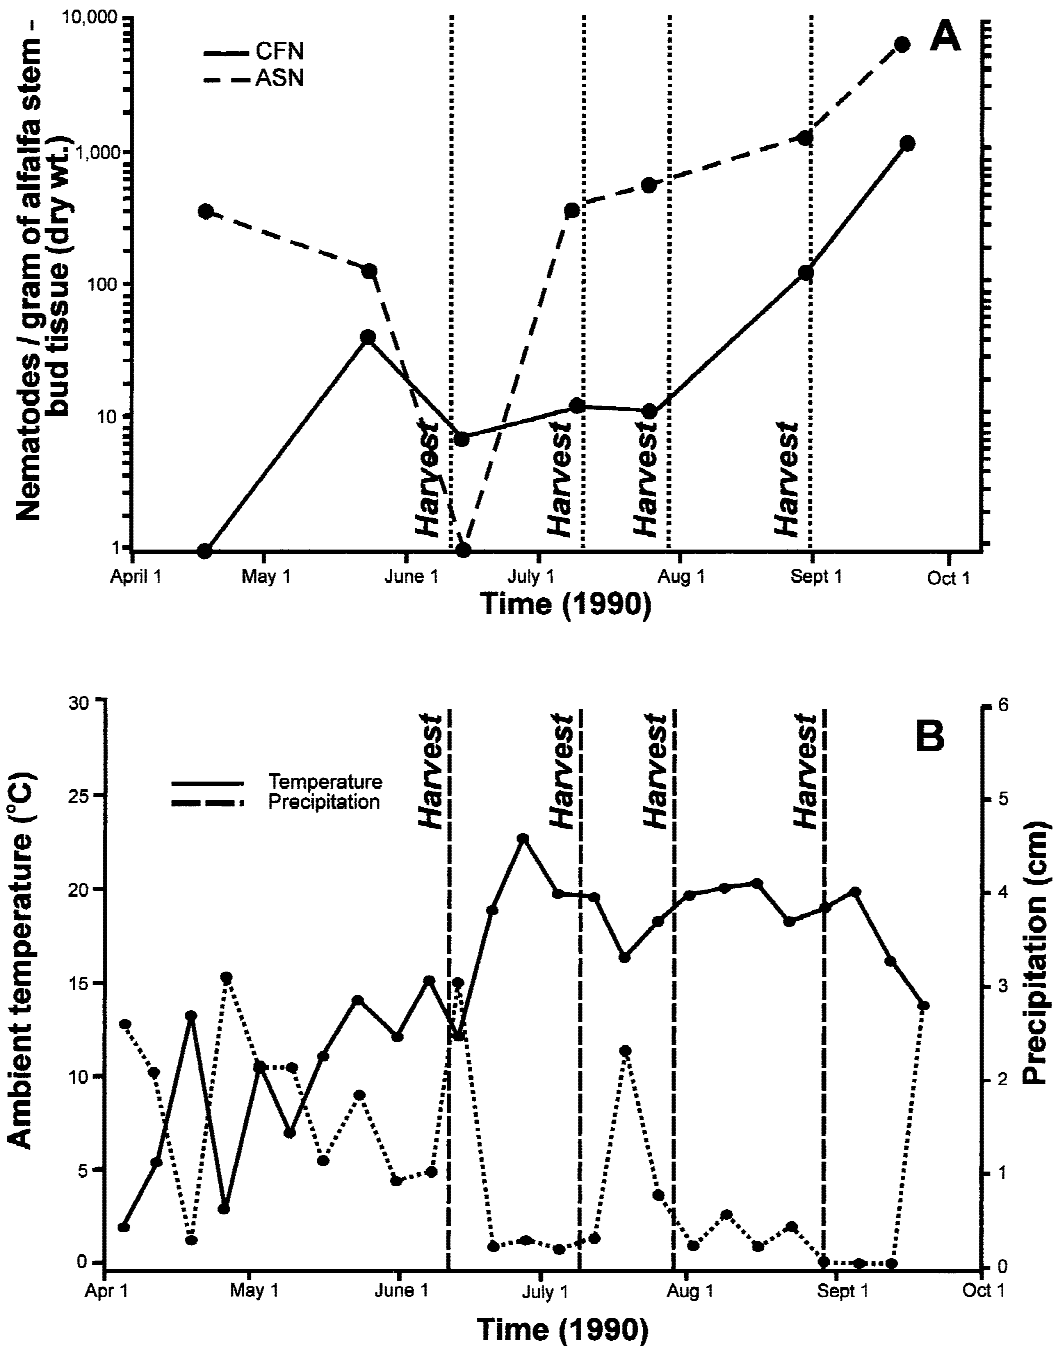 10,000
A
CFN
ASN
1,000
100
10
1
Nematodes / gram of alfalfa stem -
bud tissue (dry wt.)
Harvest
Harvest
Harvest
Harvest
April 1
May 1
June 1
July 1
Aug 1
Sept 1
Oct 1
Time (1990)
30
25
20
15
10
5
0
Ambient temperature (°C)
Temperature
Precipitation
Harvest
Harvest
Harvest
Harvest
B
6
5
4
3
2
1
0
Precipitation (cm)
Apr 1
May 1
June 1
July 1
Aug 1
Sept 1
Oct 1
Time (1990)